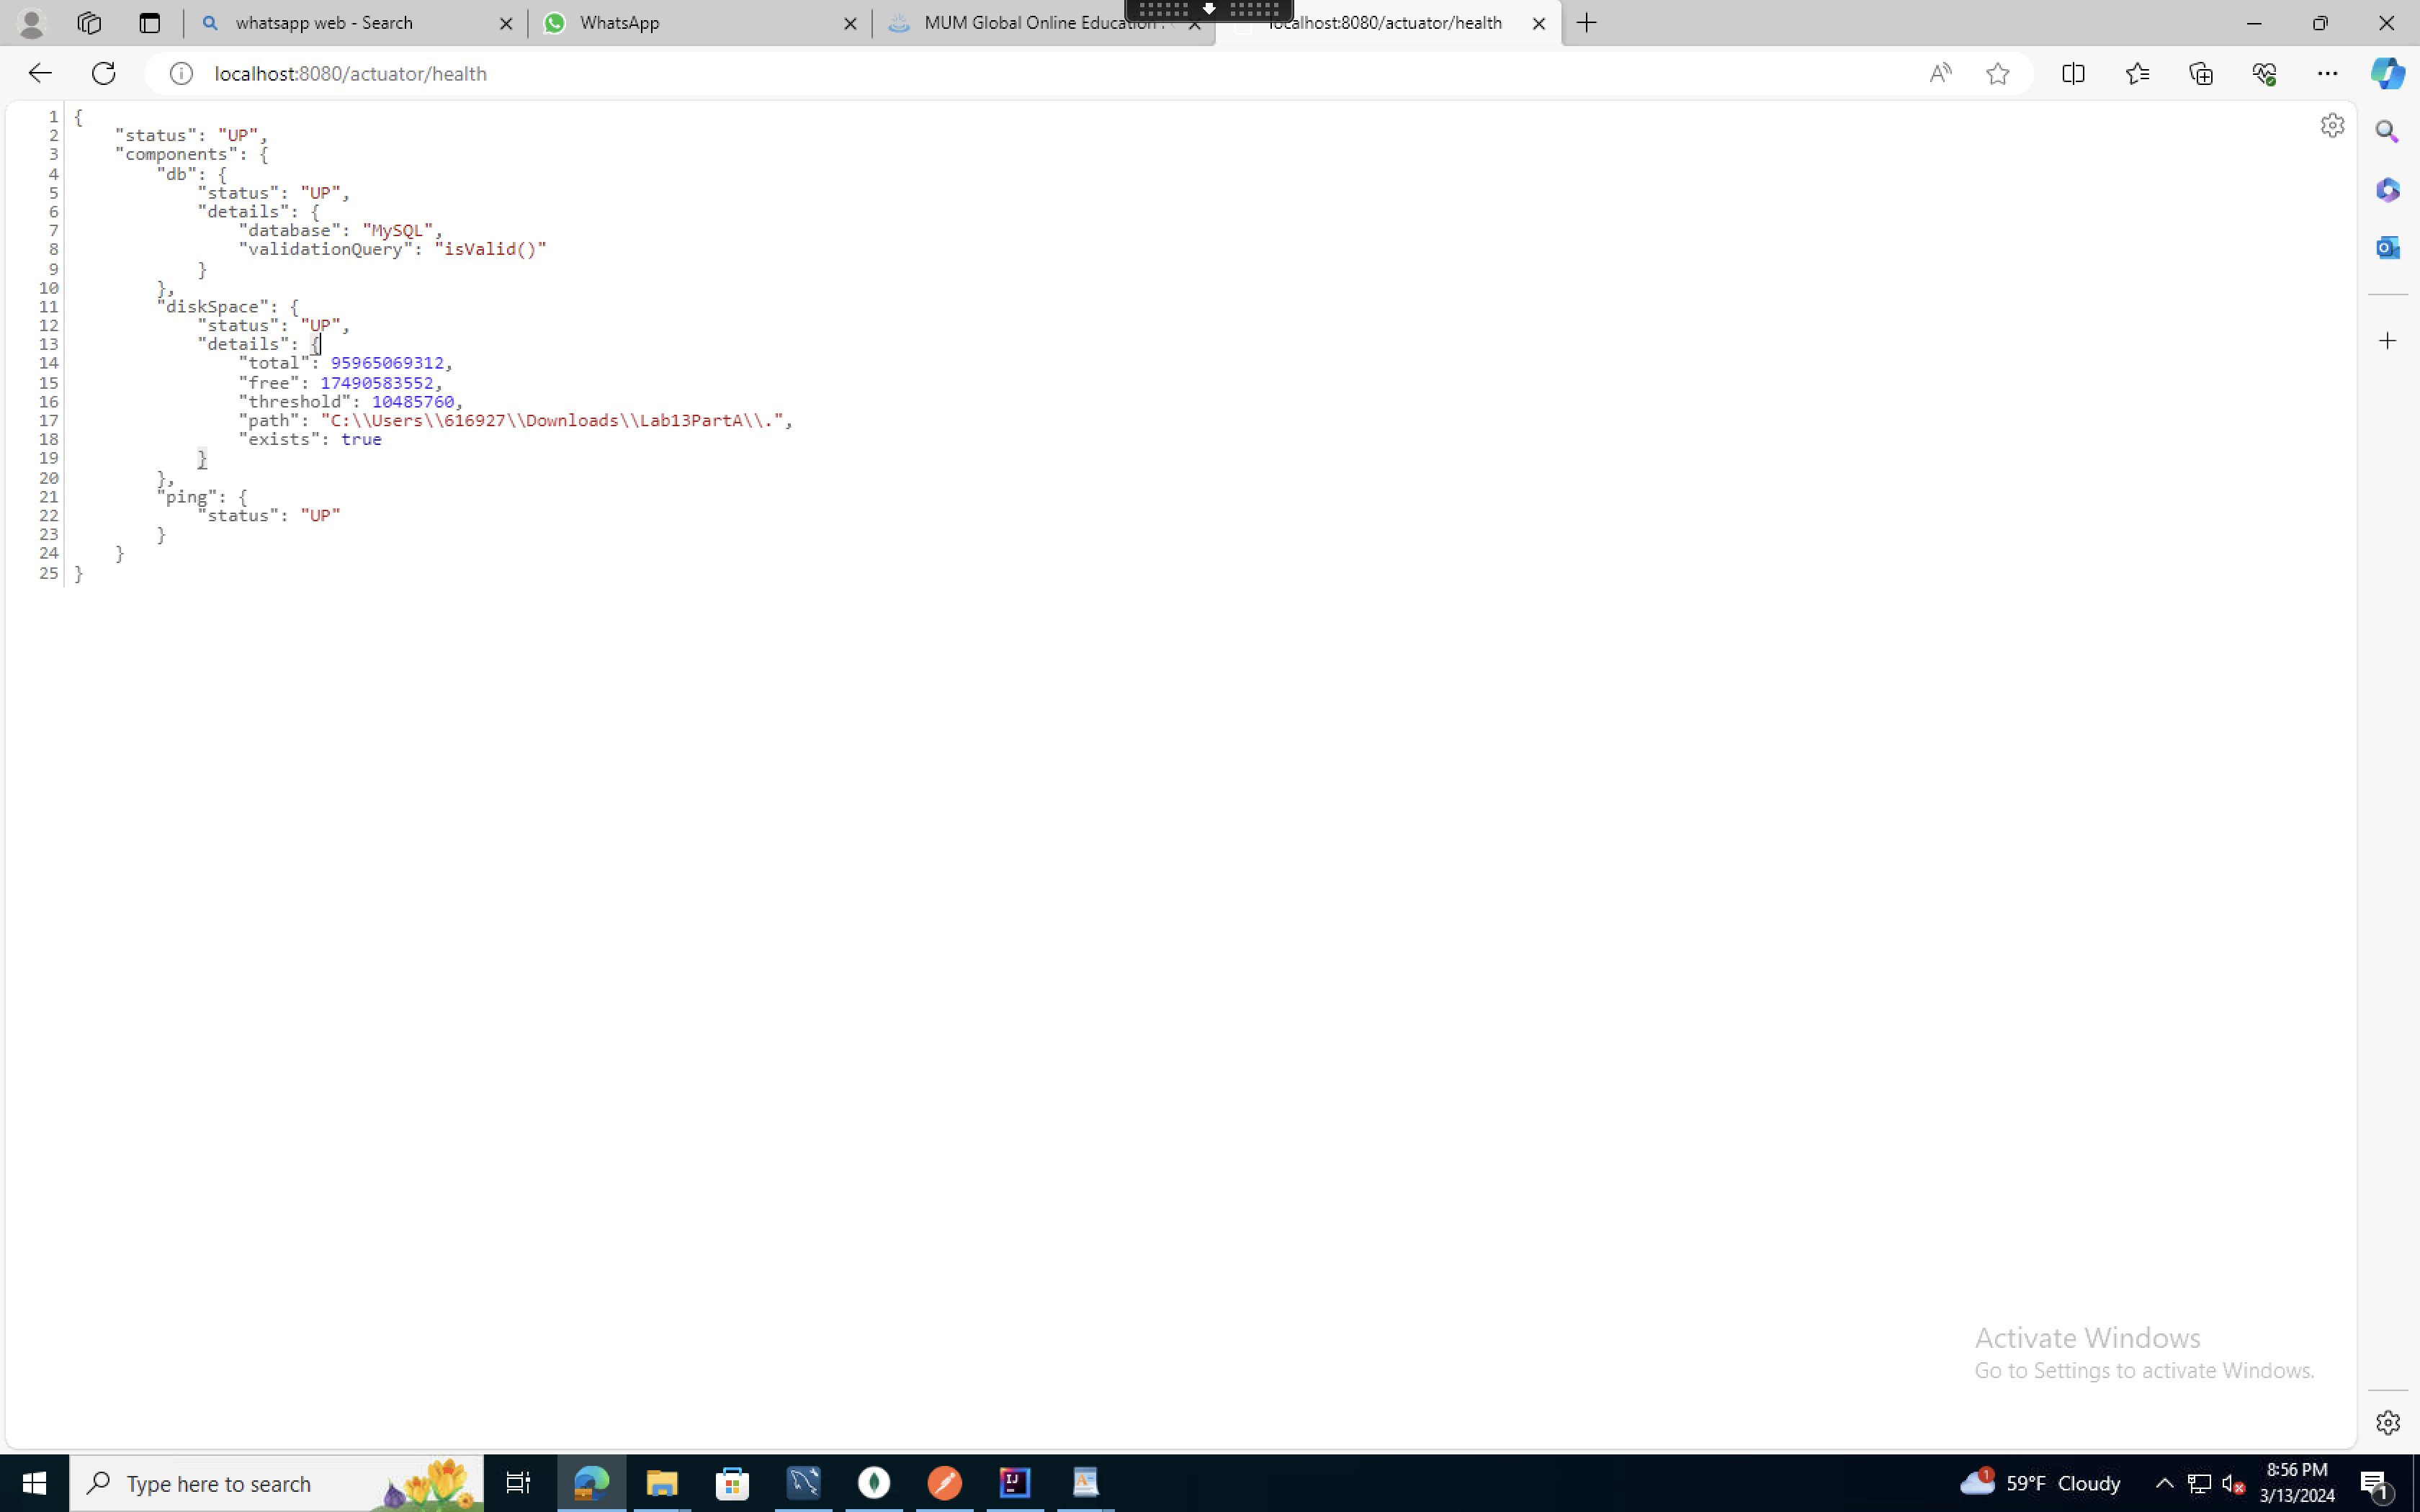 whatsapp web - Search
WhatsApp
MUM Global Online Education :
localhost:8080/actuator/health
localhost:8080/actuator/health
1 {
2     "status": "UP",
3     "components": {
4         "db": {
5             "status": "UP",
6             "details": {
7                 "database": "MySQL",
8                 "validationQuery": "isValid()"
9             }
10         },
11         "diskSpace": {
12             "status": "UP",
13             "details": {
14                 "total": 95965069312,
15                 "free": 17490583552,
16                 "threshold": 10485760,
17                 "path": "C:\\Users\\616927\\Downloads\\Lab13PartA\\.",
18                 "exists": true
19             }
20         },
21         "ping": {
22             "status": "UP"
23         }
24     }
25 }
Activate Windows
Go to Settings to activate Windows.
Type here to search
1
59°F Cloudy
8:56 PM
3/13/2024
1